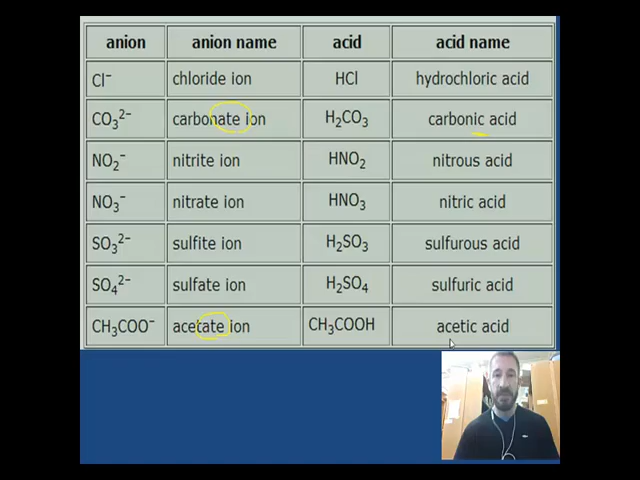 anion anion name acid acid name
Cl⁻ chloride ion HCl hydrochloric acid
CO₃²⁻ carbonate ion H₂CO₃ carbonic acid
NO₂⁻ nitrite ion HNO₂ nitrous acid
NO₃⁻ nitrate ion HNO₃ nitric acid
SO₃²⁻ sulfite ion H₂SO₃ sulfurous acid
SO₄²⁻ sulfate ion H₂SO₄ sulfuric acid
CH₃COO⁻ acetate ion CH₃COOH acetic acid